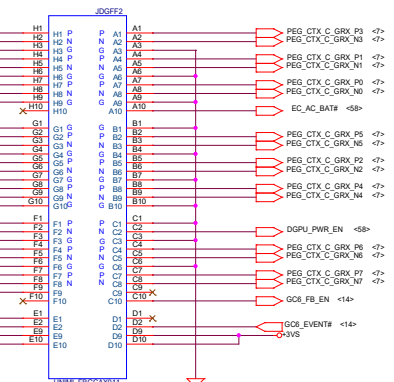 JDGFF2
H1 H1 P P A1 A1 PEG_CTX_C_GRX_P3 <7>
H2 H2 N N A2 A2 PEG_CTX_C_GRX_N3 <7>
H3 H3 G G A3 A3
H4 H4 P P A4 A4 PEG_CTX_C_GRX_P1 <7>
H5 H5 N N A5 A5 PEG_CTX_C_GRX_N1 <7>
H6 H6 G G A6 A6
H7 H7 P P A7 A7 PEG_CTX_C_GRX_P0 <7>
H8 H8 N N A8 A8 PEG_CTX_C_GRX_N0 <7>
H9 H9 G G A9 A9
H10 H10 A10 A10 EC_AC_BAT# <58>
G1 G1 G G B1 B1
G2 G2 P P B2 B2 PEG_CTX_C_GRX_P5 <7>
G3 G3 N N B3 B3 PEG_CTX_C_GRX_N5 <7>
G4 G4 G G B4 B4
G5 G5 P P B5 B5 PEG_CTX_C_GRX_P2 <7>
G6 G6 N N B6 B6 PEG_CTX_C_GRX_N2 <7>
G7 G7 G G B7 B7
G8 G8 P P B8 B8 PEG_CTX_C_GRX_P4 <7>
G9 G9 N N B9 B9 PEG_CTX_C_GRX_N4 <7>
G10 G10 G G B10 B10
F1 F1 P P C1 C1
F2 F2 N N C2 C2 DGPU_PWR_EN <58>
F3 F3 G G C3 C3
F4 F4 P P C4 C4 PEG_CTX_C_GRX_P6 <7>
F5 F5 N N C5 C5 PEG_CTX_C_GRX_N6 <7>
F6 F6 G G C6 C6
F7 F7 P P C7 C7 PEG_CTX_C_GRX_P7 <7>
F8 F8 N N C8 C8 PEG_CTX_C_GRX_N7 <7>
F9 F9 C9 C9
F10 F10 C10 C10 GC6_FB_EN <14>
E1 E1 D1 D1
E2 E2 D2 D2 GC6_EVENT# <14>
E9 E9 D9 D9 +3VS
E10 E10 D10 D10